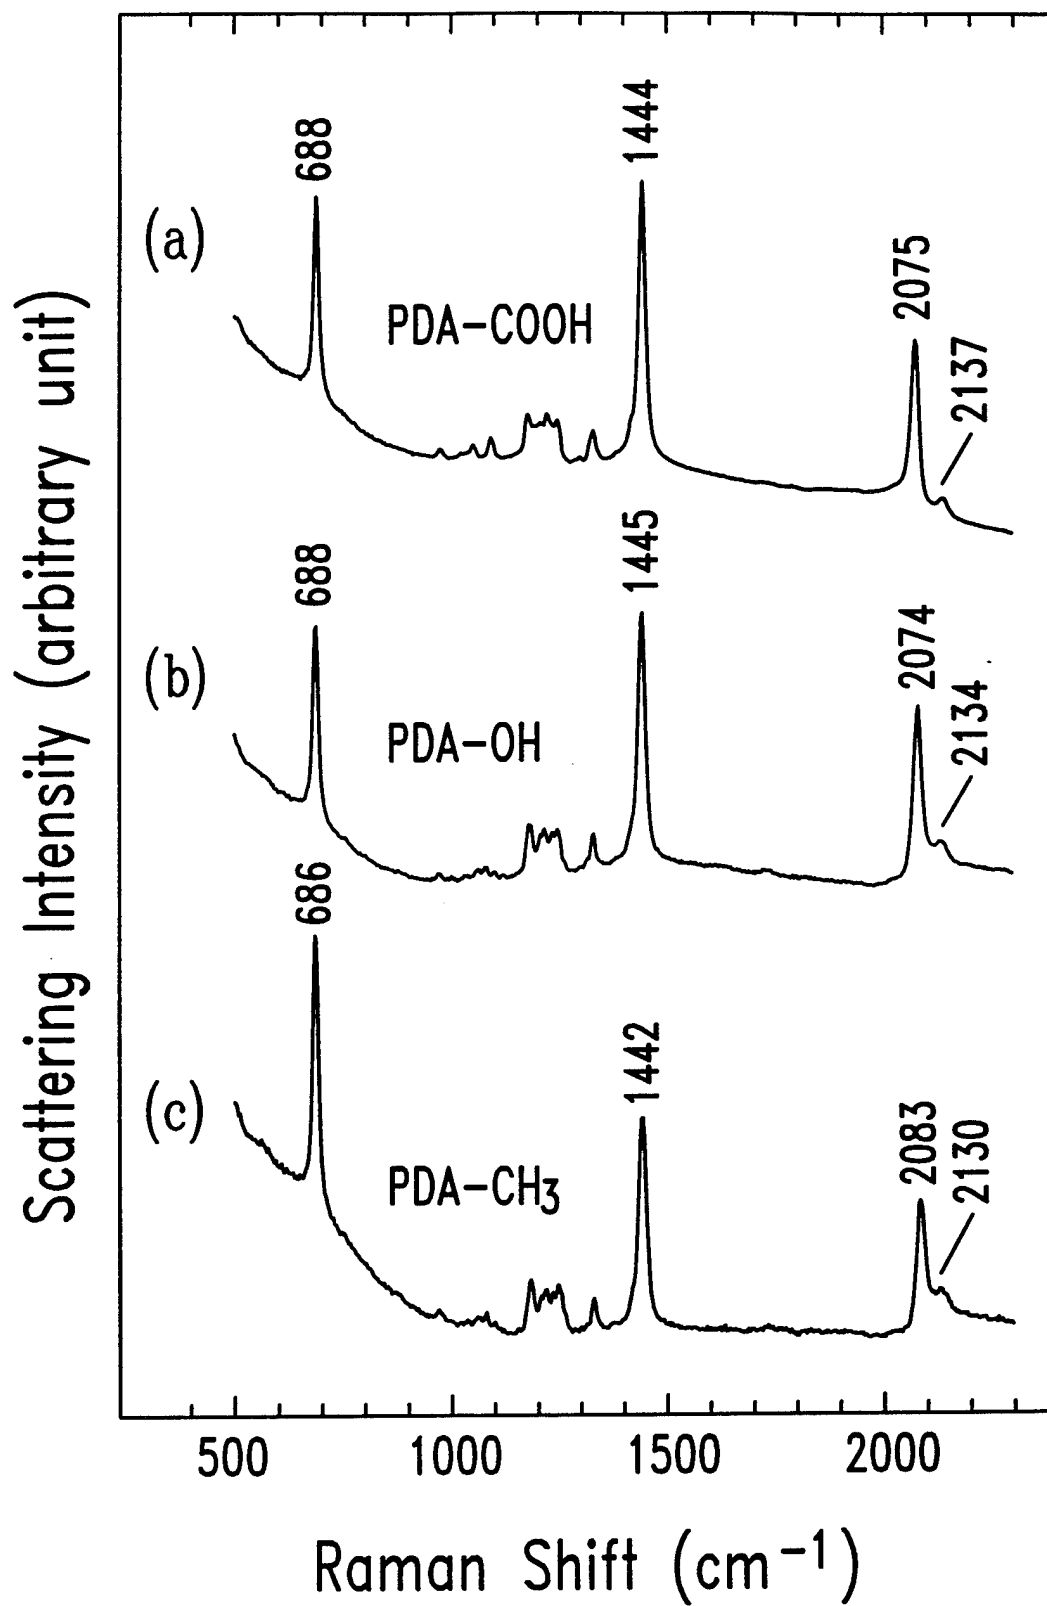 Scattering Intensity (arbitrary unit)
(a)
688
PDA-COOH
1444
2075
2137
(b)
688
PDA-OH
1445
2074
2134
(c)
686
PDA-CH₃
1442
2083
2130
500 1000 1500 2000
Raman Shift (cm⁻¹)